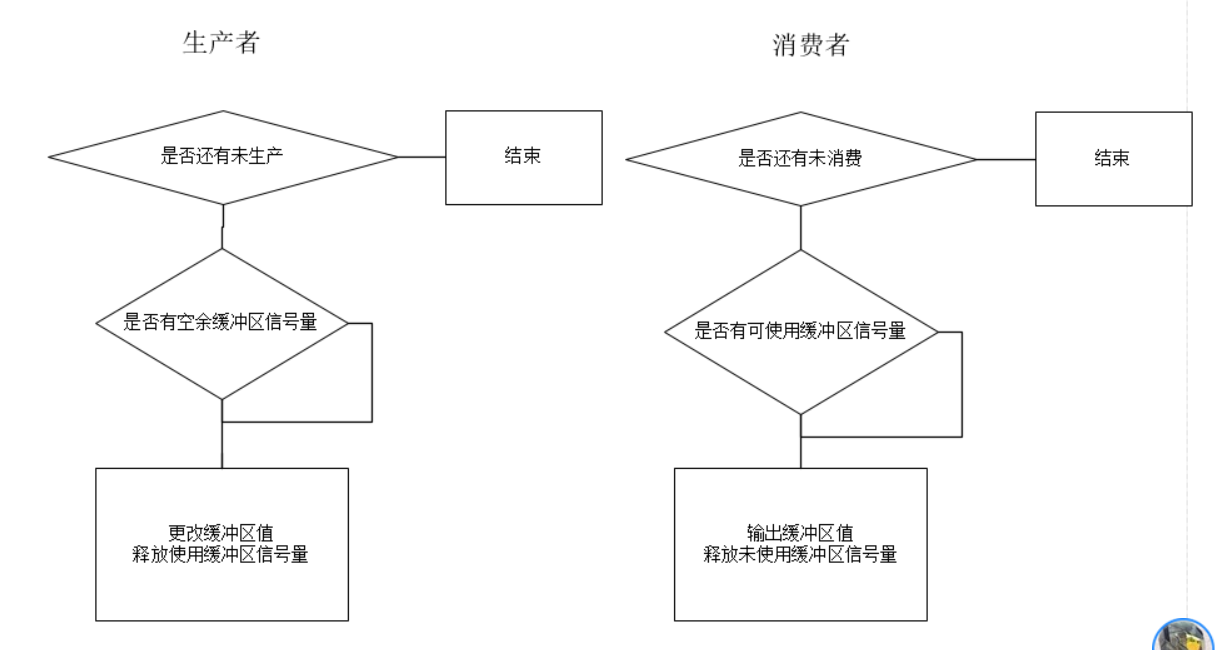 生产者
消费者
是否还有未生产
结束
是否还有未消费
结束
是否有空余缓冲区信号量
是否有可使用缓冲区信号量
更改缓冲区值
释放使用缓冲区信号量
输出缓冲区值
释放未使用缓冲区信号量